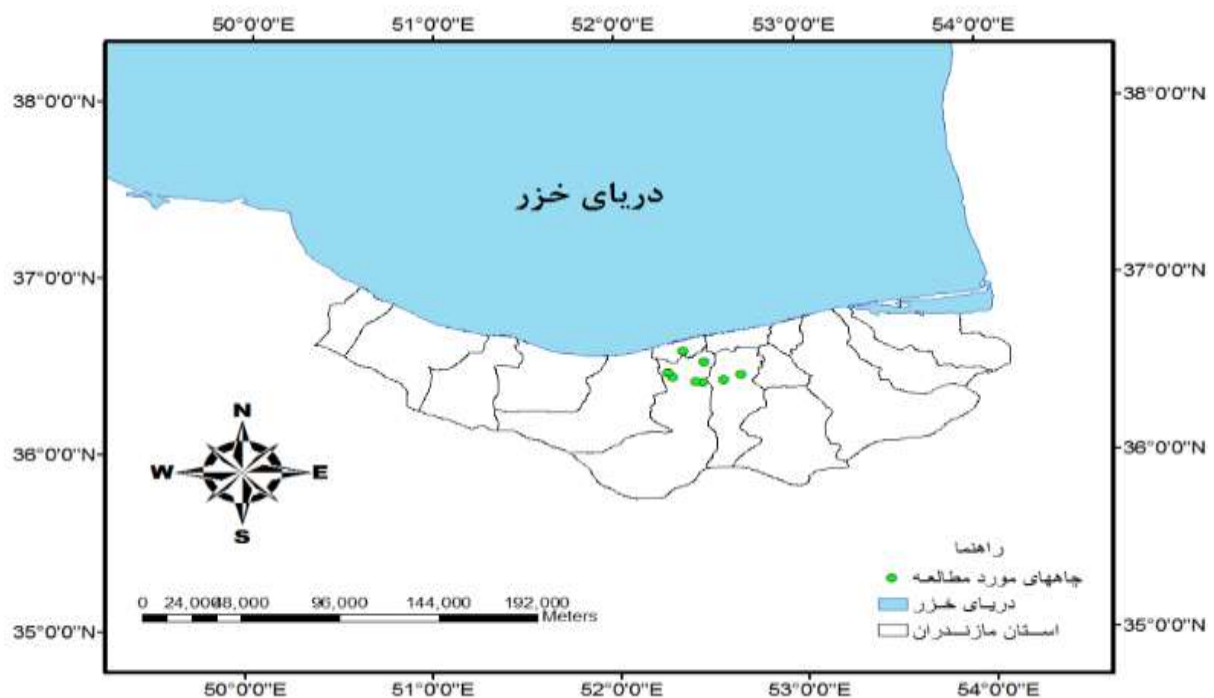 50°0'0"E 51°0'0"E 52°0'0"E 53°0'0"E 54°0'0"E
38°0'0"N 38°0'0"N
دریای خزر
37°0'0"N 37°0'0"N
36°0'0"N 36°0'0"N
N
W E
S
راهنما
چاههای مورد مطالعه
دریای خزر
استان مازندران
0 24,000 48,000 96,000 144,000 192,000
Meters
35°0'0"N 35°0'0"N
50°0'0"E 51°0'0"E 52°0'0"E 53°0'0"E 54°0'0"E